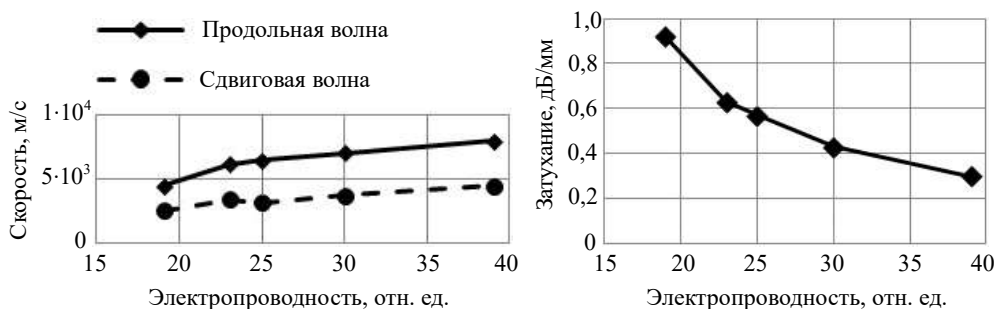 Продольная волна
Сдвиговая волна
Скорость, м/с
1·10⁴
5·10³
0
15 20 25 30 35 40
Электропроводность, отн. ед.
Затухание, дБ/мм
1,0
0,8
0,6
0,4
0,2
0
15 20 25 30 35 40
Электропроводность, отн. ед.